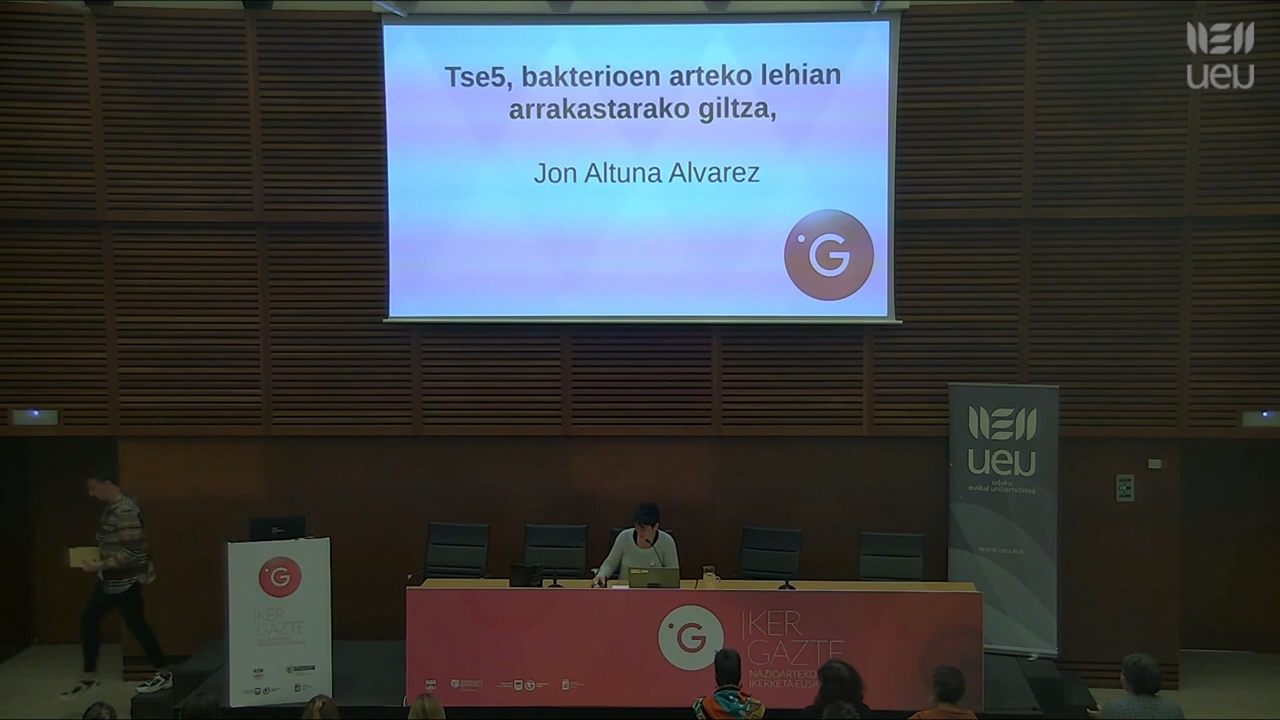 Tse5, bakterioen arteko lehian
arrakastarako giltza,
Jon Altuna Alvarez
G
ueu
ueu
udako
euskal unibertsitatea
www.ueu.eus
G
IKER
GAZTE
G
IKER
GAZTE
NAZIOARTEKO
IKERKETA EUSK